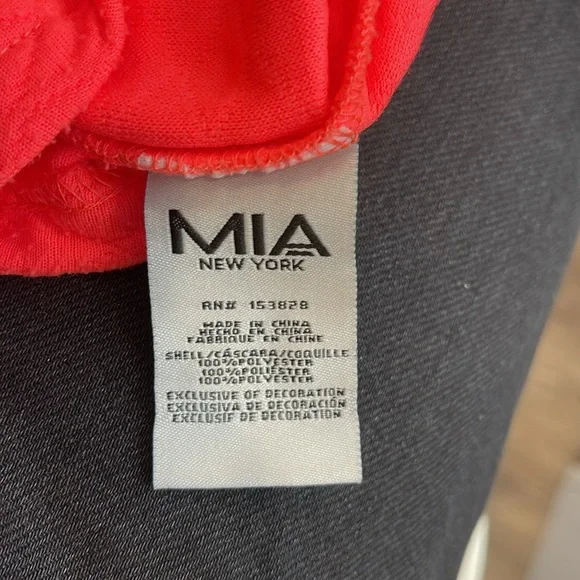 MIA
NEW YORK
RN# 153828
MADE IN CHINA
HECHO EN CHINA
FABRIQUE EN CHINE
SHELL/CÁSCARA/COQUILLE
100%POLYESTER
100%POLIÉSTER
100%POLYESTER
EXCLUSIVE OF DECORATION
EXCLUSIVA DE DECORACIÓN
EXCLUSIF DE DECORATION